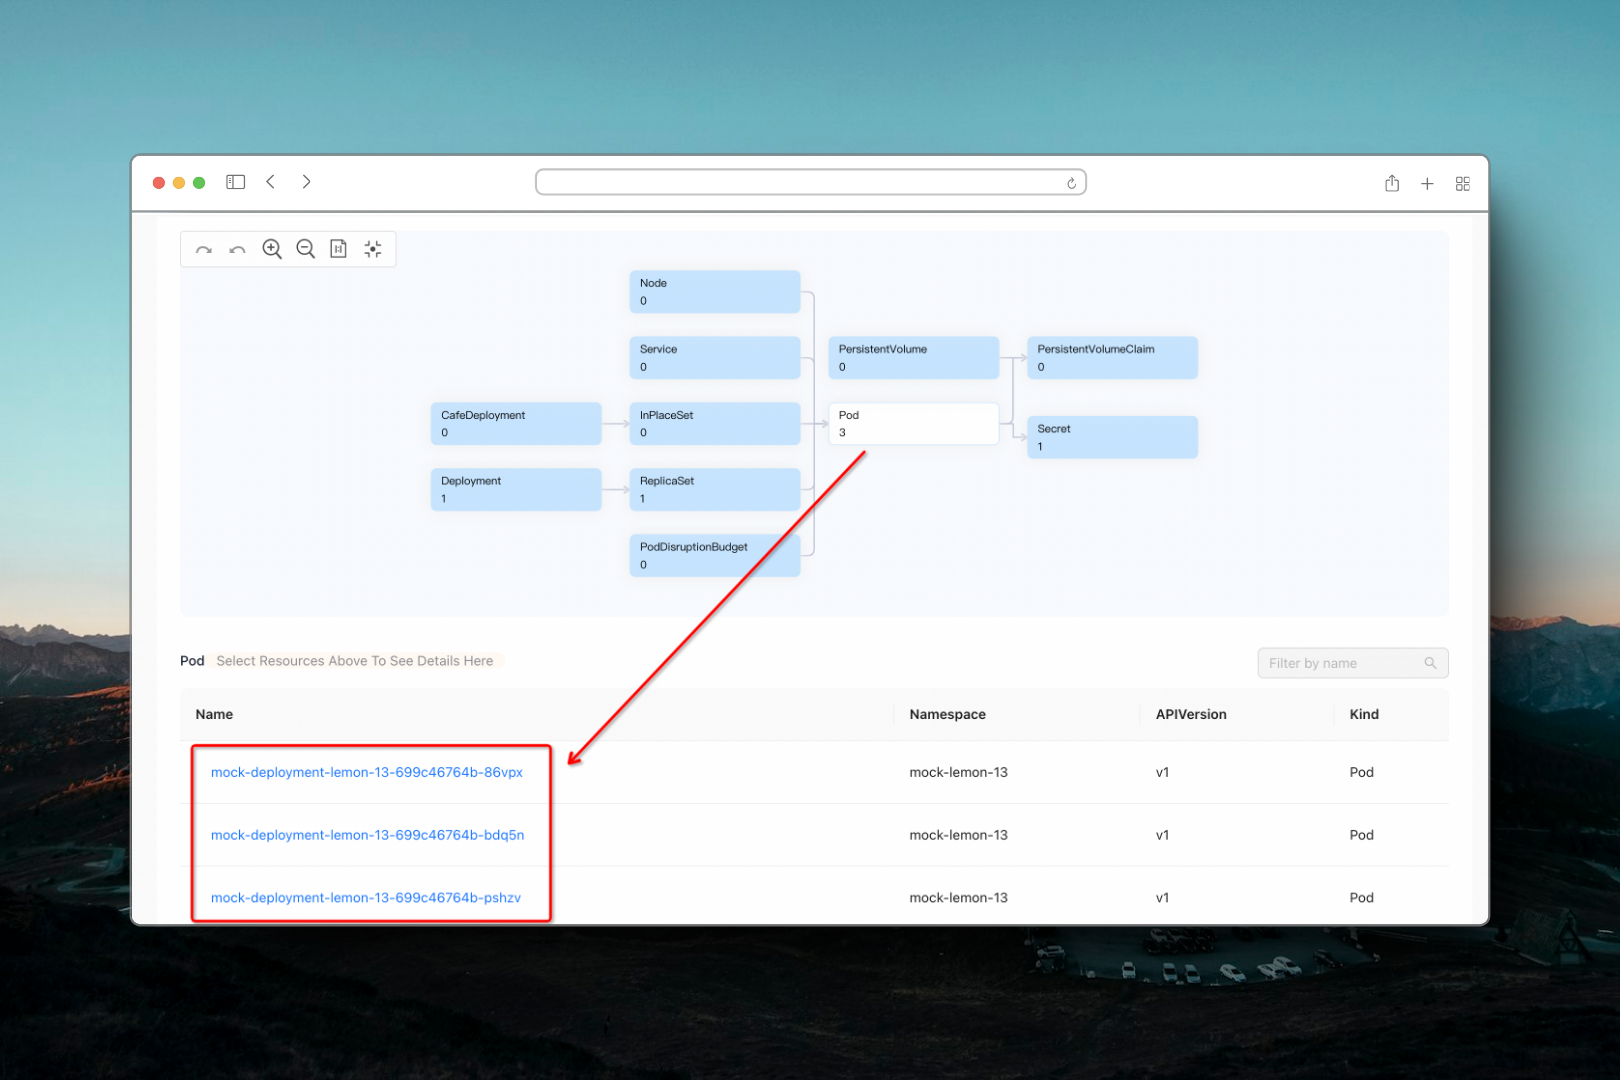 Node
0
Service
0
PersistentVolume
0
PersistentVolumeClaim
0
CafeDeployment
0
InPlaceSet
0
Pod
3
Secret
1
Deployment
1
ReplicaSet
1
PodDisruptionBudget
0
Pod Select Resources Above To See Details Here
Filter by name
Name Namespace APIVersion Kind
mock-deployment-lemon-13-699c46764b-86vpx mock-lemon-13 v1 Pod
mock-deployment-lemon-13-699c46764b-bdq5n mock-lemon-13 v1 Pod
mock-deployment-lemon-13-699c46764b-pshzv mock-lemon-13 v1 Pod